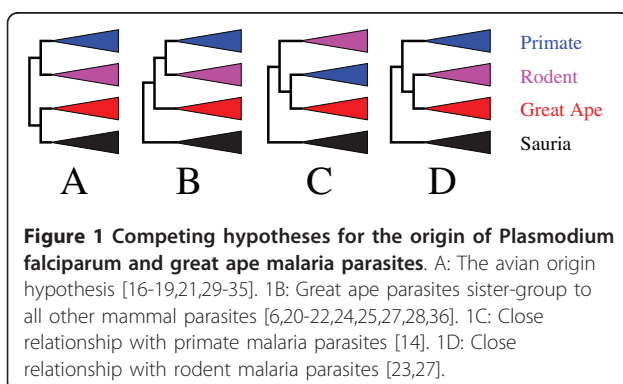 Primate
Rodent
Great Ape
Sauria
A B C D
Figure 1 Competing hypotheses for the origin of Plasmodium
falciparum and great ape malaria parasites. A: The avian origin
hypothesis [16-19,21,29-35]. 1B: Great ape parasites sister-group to
all other mammal parasites [6,20-22,24,25,27,28,36]. 1C: Close
relationship with primate malaria parasites [14]. 1D: Close
relationship with rodent malaria parasites [23,27].